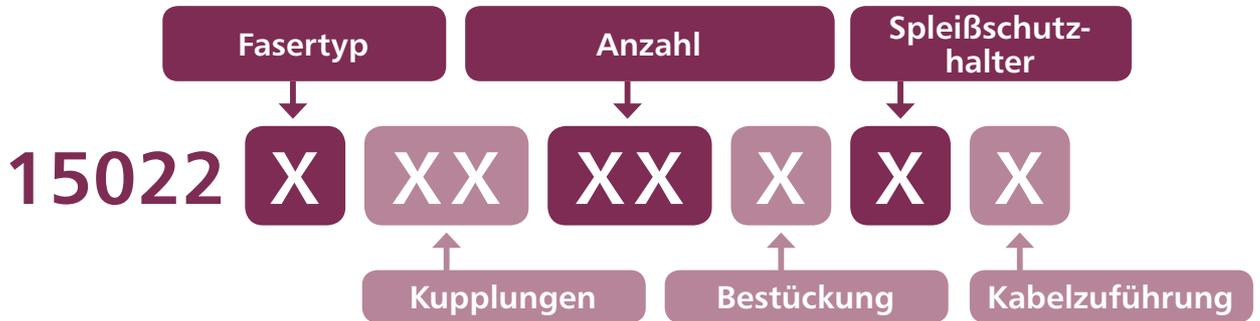 Fasertyp
Anzahl
Spleißschutz-
halter
15022 X XX XX X X X
Kupplungen
Bestückung
Kabelzuführung